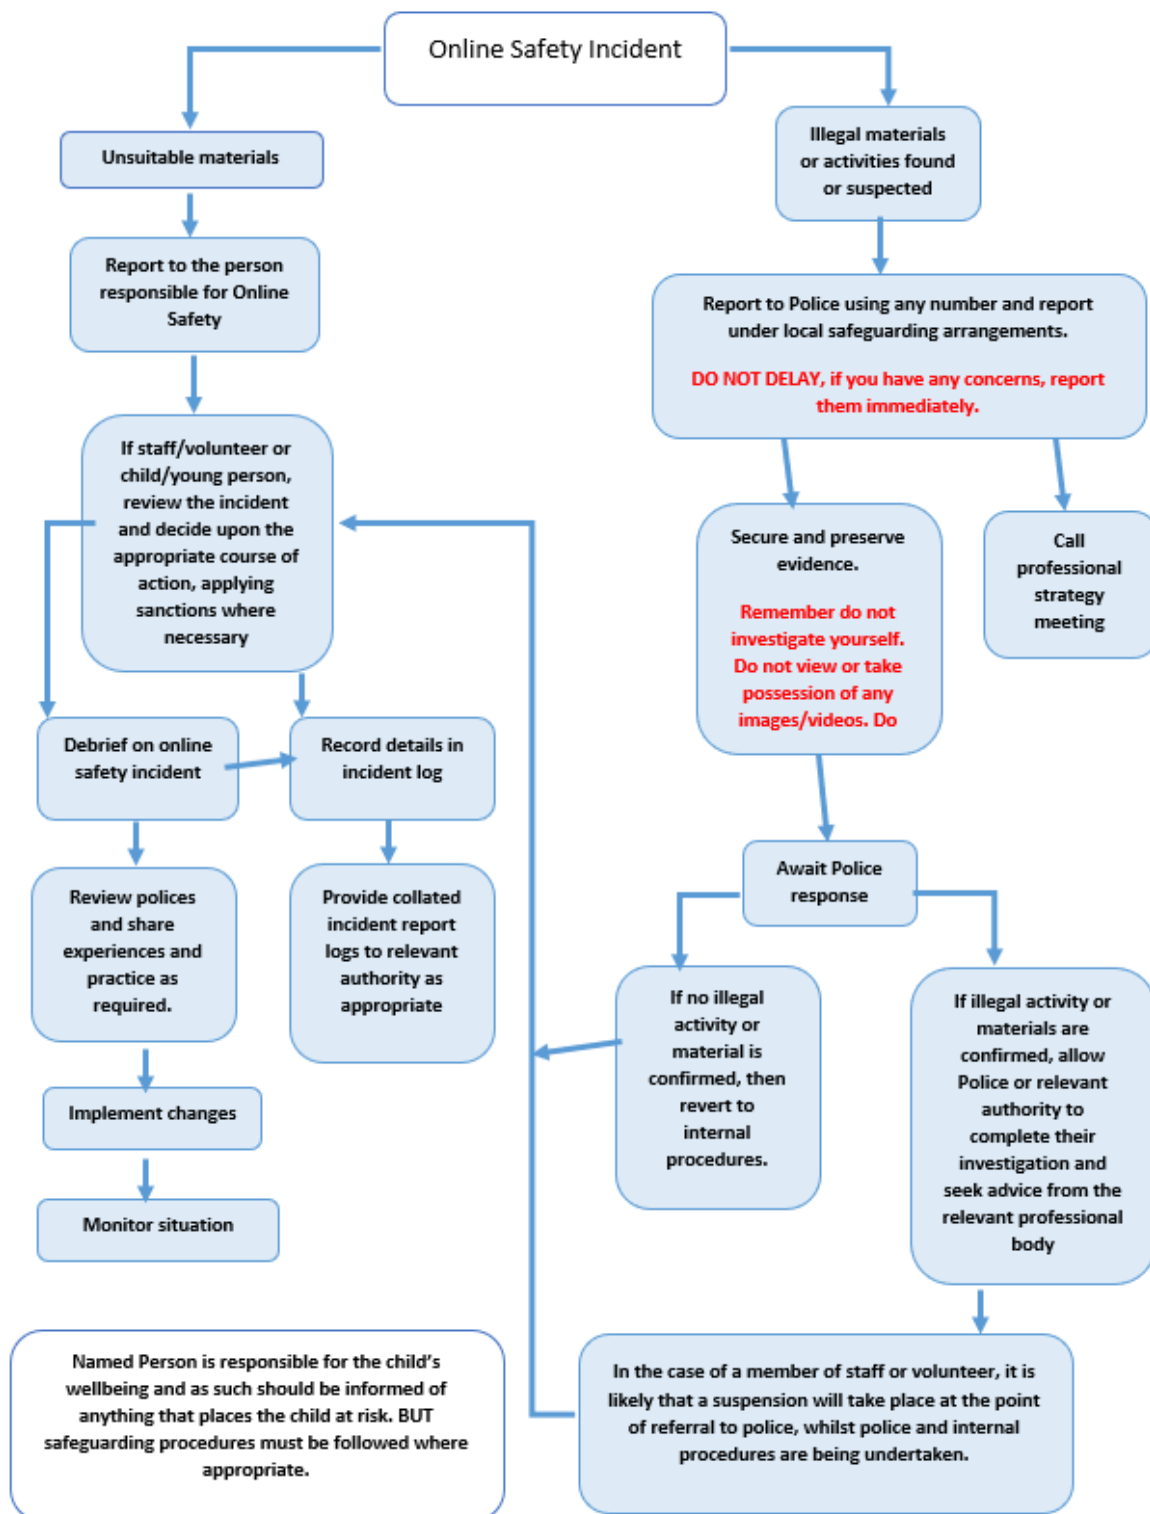 Online Safety Incident
Unsuitable materials
Report to the person
responsible for Online
Safety
If staff/volunteer or
child/young person,
review the incident
and decide upon the
appropriate course of
action, applying
sanctions where
necessary
Debrief on online
safety incident
Record details in
incident log
Review polices
and share
experiences and
practice as
required.
Provide collated
incident report
logs to relevant
authority as
appropriate
Implement changes
Monitor situation
Illegal materials
or activities found
or suspected
Report to Police using any number and report
under local safeguarding arrangements.
DO NOT DELAY, if you have any concerns, report
them immediately.
Secure and preserve
evidence.
Remember do not
investigate yourself.
Do not view or take
possession of any
images/videos. Do
Call
professional
strategy
meeting
Await Police
response
If no illegal
activity or
material is
confirmed, then
revert to
internal
procedures.
If illegal activity or
materials are
confirmed, allow
Police or relevant
authority to
complete their
investigation and
seek advice from the
relevant professional
body
In the case of a member of staff or volunteer, it is
likely that a suspension will take place at the point
of referral to police, whilst police and internal
procedures are being undertaken.
Named Person is responsible for the child's
wellbeing and as such should be informed of
anything that places the child at risk. BUT
safeguarding procedures must be followed where
appropriate.